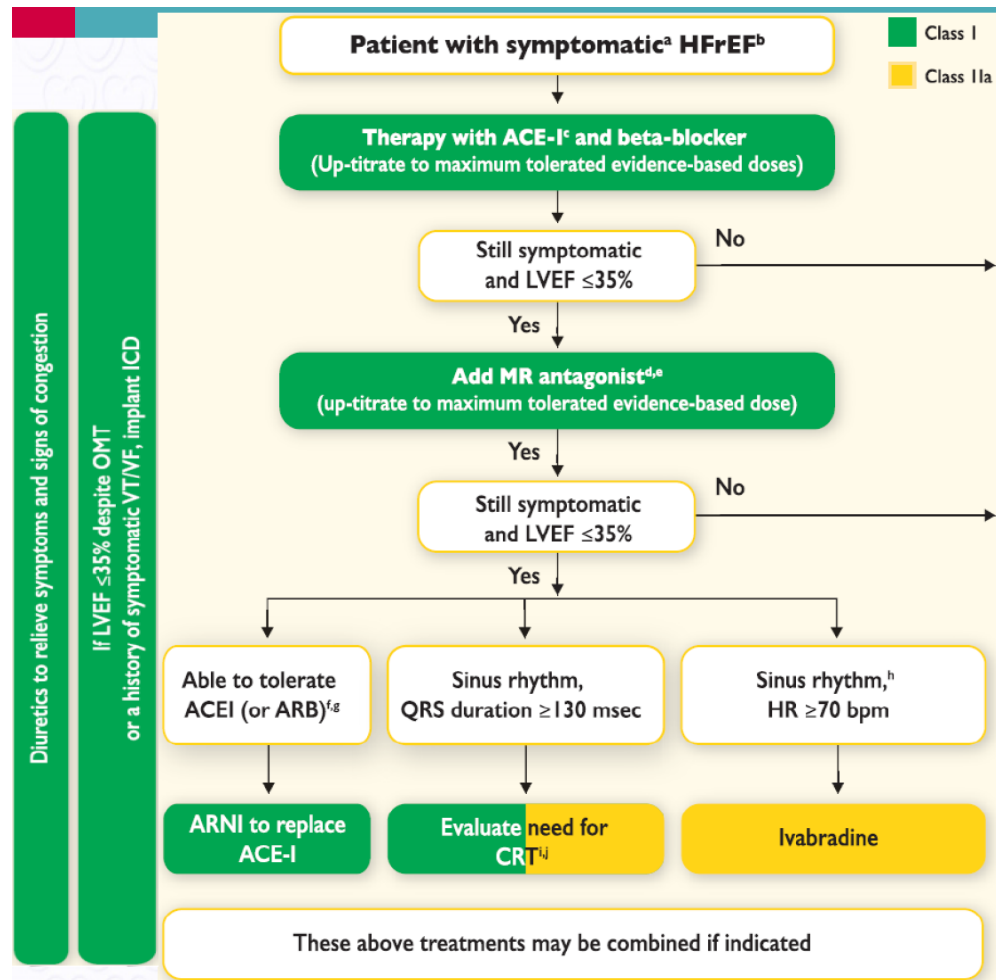 Patient with symptomaticᵃ HFrEFᵇ
Class I
Class IIa
Therapy with ACE-Iᶜ and beta-blocker
(Up-titrate to maximum tolerated evidence-based doses)
Still symptomatic
and LVEF ≤35%
No
Yes
Add MR antagonistᵈ,ᵉ
(up-titrate to maximum tolerated evidence-based dose)
Yes
Still symptomatic
and LVEF ≤35%
No
Yes
Able to tolerate
ACEI (or ARB)ᶠ,ᵍ
Sinus rhythm,
QRS duration ≥130 msec
Sinus rhythm,ʰ
HR ≥70 bpm
ARNI to replace
ACE-I
Evaluate need for
CRTⁱ,ʲ
Ivabradine
These above treatments may be combined if indicated
Diuretics to relieve symptoms and signs of congestion
If LVEF ≤35% despite OMT
or a history of symptomatic VT/VF, implant ICD